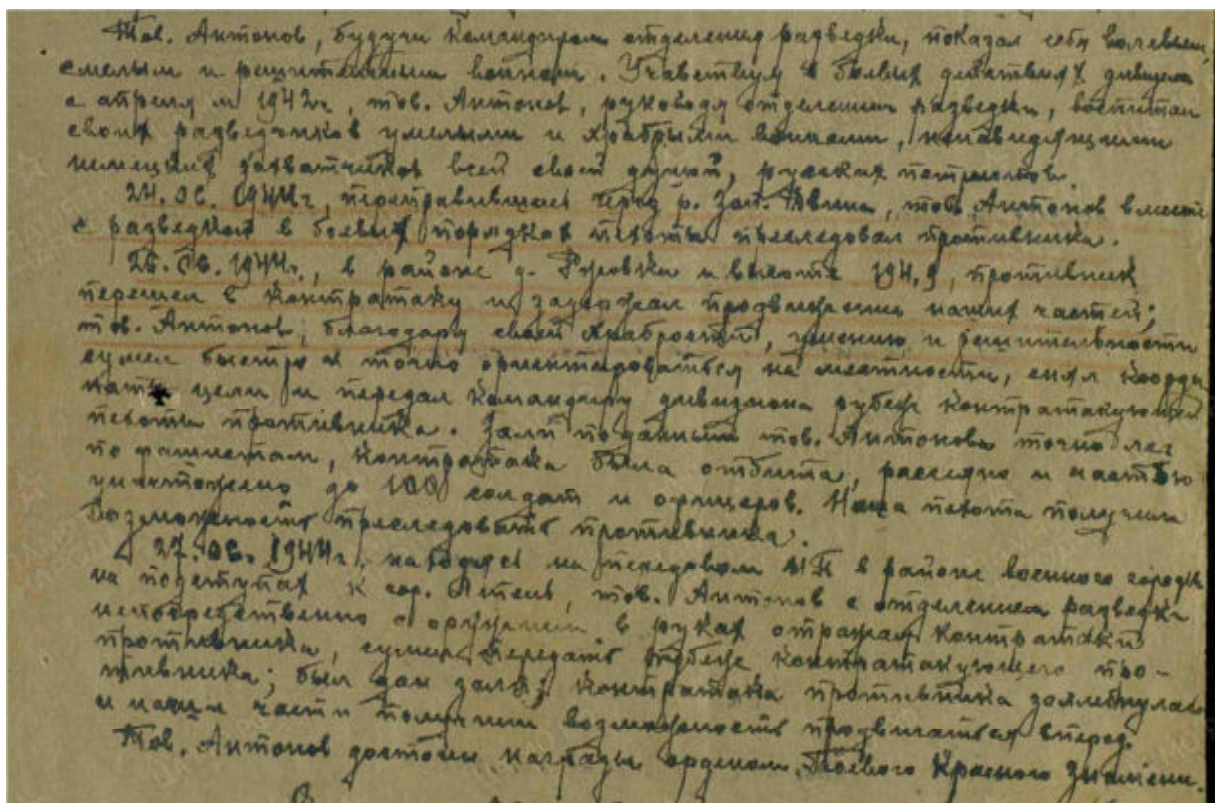 Тов. Антонов, будучи командиром отделения разведки, показал себя волевым,
смелым и решительным воином. Участвуя в боевых действиях дивизиона
с апреля м 1942г, тов. Антонов, руководя отделением разведки, воспитал
своих разведчиков умелыми и храбрыми воинами, ненавидящими
немецких захватчиков всей своей душой, русских патриотов.
24.06.1944г, переправившись через р. Зап. Двина, тов. Антонов вместе
с разведкой в боевых порядках пехоты преследовал противника.
26.06.1944г., в районе д. и высоты 194,9, противник
перешел в контратаку и задержал продвижение наших частей;
тов. Антонов, благодаря своей храбрости, умению и решительности
сумел быстро и точно ориентироваться на местности, снял коорди
наты цели и передал командиру дивизиона рубеж контратакующей
пехоты противника. Залп по данным тов. Антонова точно лег
по фашистам, контратака была отбита, рассеяно и частью
уничтожено до 100 солдат и офицеров. Наша пехота получила
возможность преследовать противника.
27.06.1944г. находясь на передовом НП в районе военного городка
на подступах к гор. Лепель, тов. Антонов с отделением разведки
непосредственно с оружием в руках отражая контратаки
противника, сумел передать рубеж контратакующего про-
тивника; был дан залп; контратака противника захлебнулась
и наши части получили возможность продвигаться вперед.
Тов. Антонов достоин награды орденом "Боевого Красного Знамени.